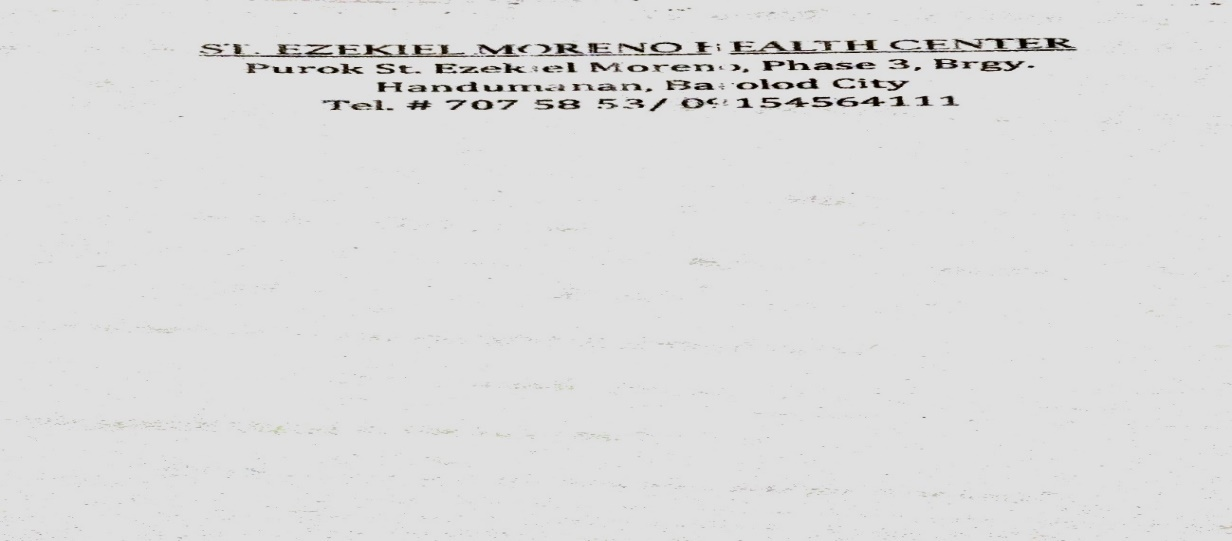 ST. EZEKIEL MORENO HEALTH CENTER
Purok St. Ezekiel Moreno, Phase 3, Brgy.
Handumanan, Bacolod City
Tel. # 707 58 53/